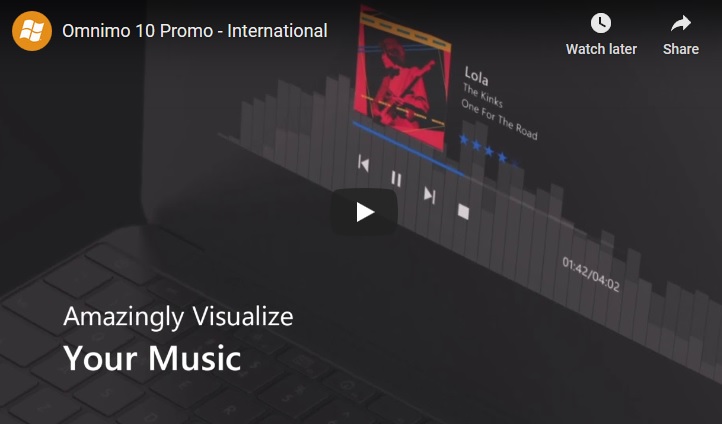 Omnimo 10 Promo - International
Watch later
Share
Lola
The Kinks
One For The Road
01:42/04:02
Amazingly Visualize
Your Music